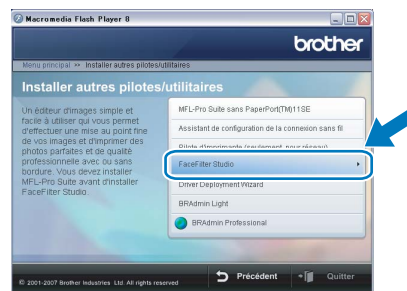 Macromedia Flash Player 8
brother
Menu principal >> Installer autres pilotes/utilitaires
Installer autres pilotes/utilitaires
Un éditeur d'images simple et
facile à utiliser qui vous permet
d'effectuer une mise au point fine
de vos images et d'imprimer des
photos parfaites et de qualité
professionnelle avec ou sans
bordure. Vous devez installer
MFL-Pro Suite avant d'installer
FaceFilter Studio
MFL-Pro Suite sans PaperPort(TM)11SE
Assistant de configuration de la connexion sans fil
Pilote d'imprimante (seulement pour réseau)
FaceFilter Studio
Driver Deployment Wizard
BRAdmin Light
BRAdmin Professional
© 2001-2007 Brother Industries Ltd. All rights reserved
Précédent
Quitter